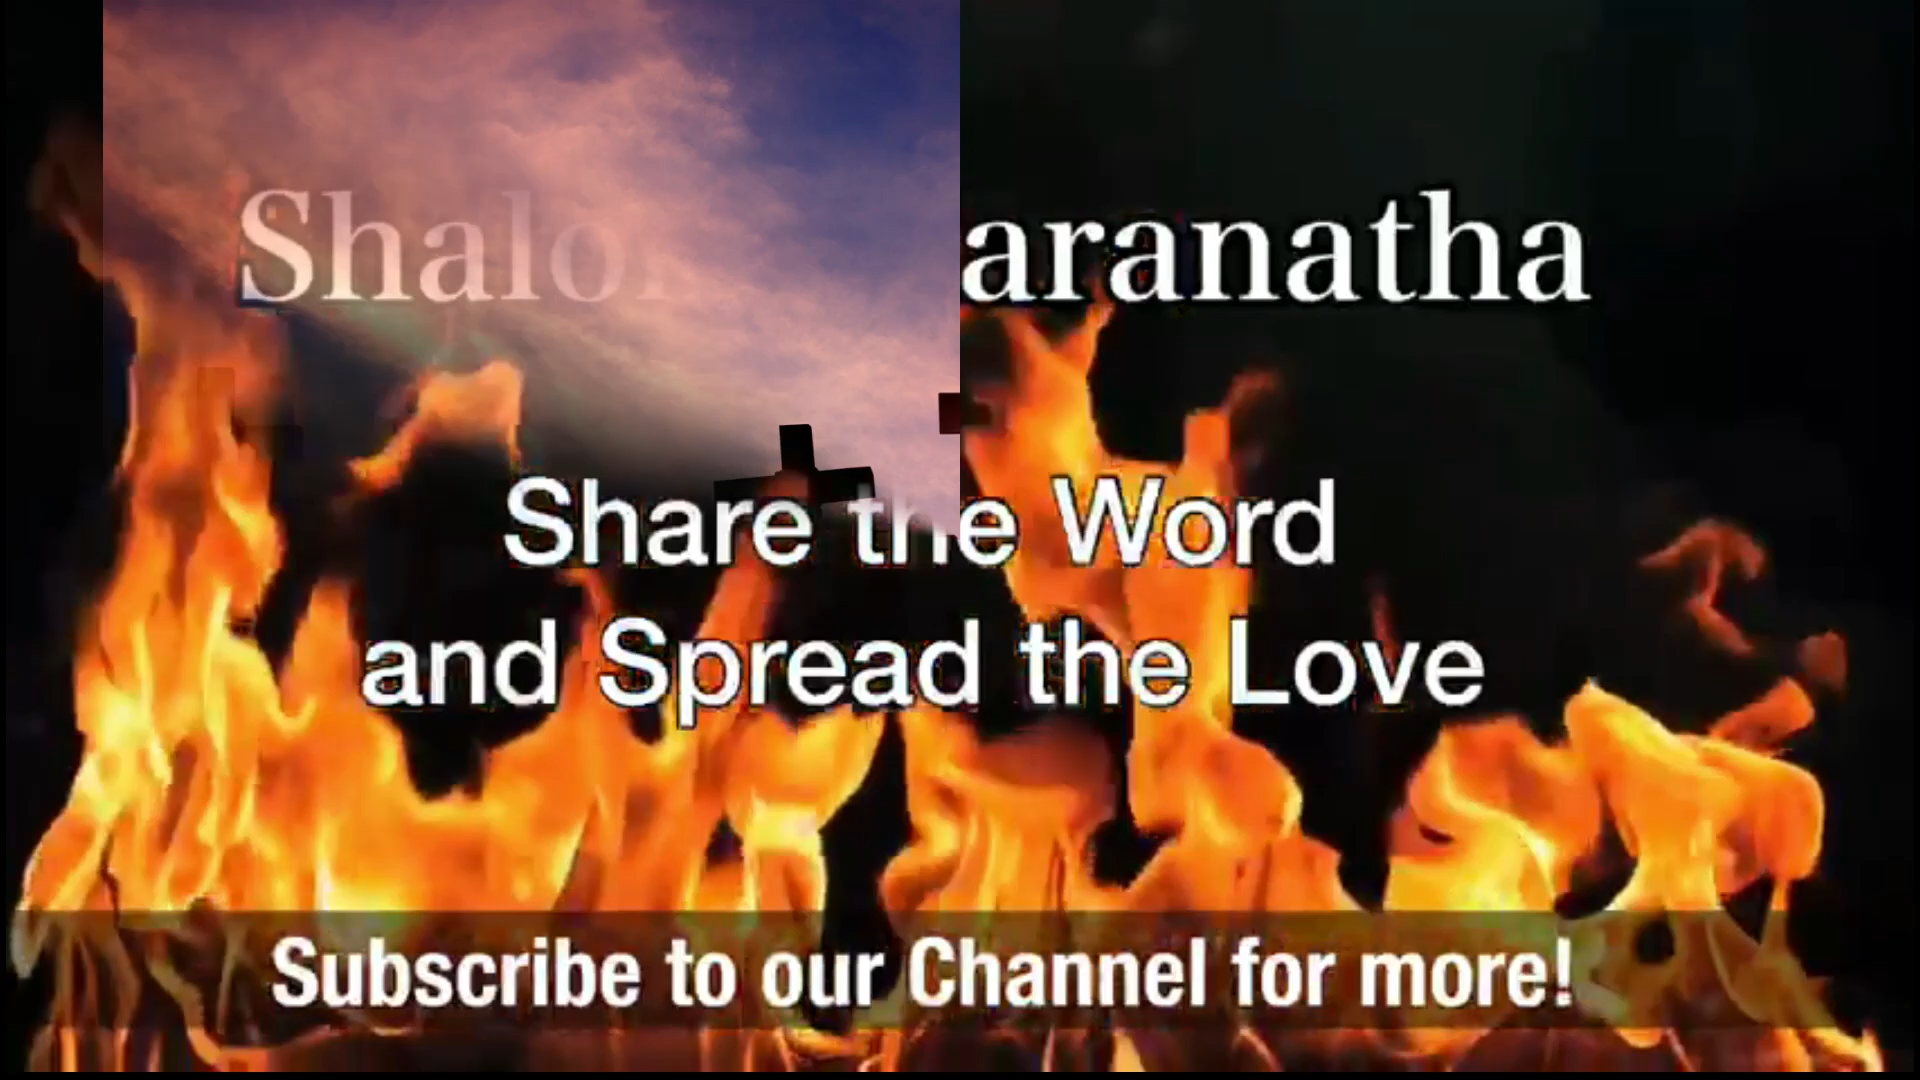 Shalo aranatha
Share the Word
and Spread the Love
Subscribe to our Channel for more!